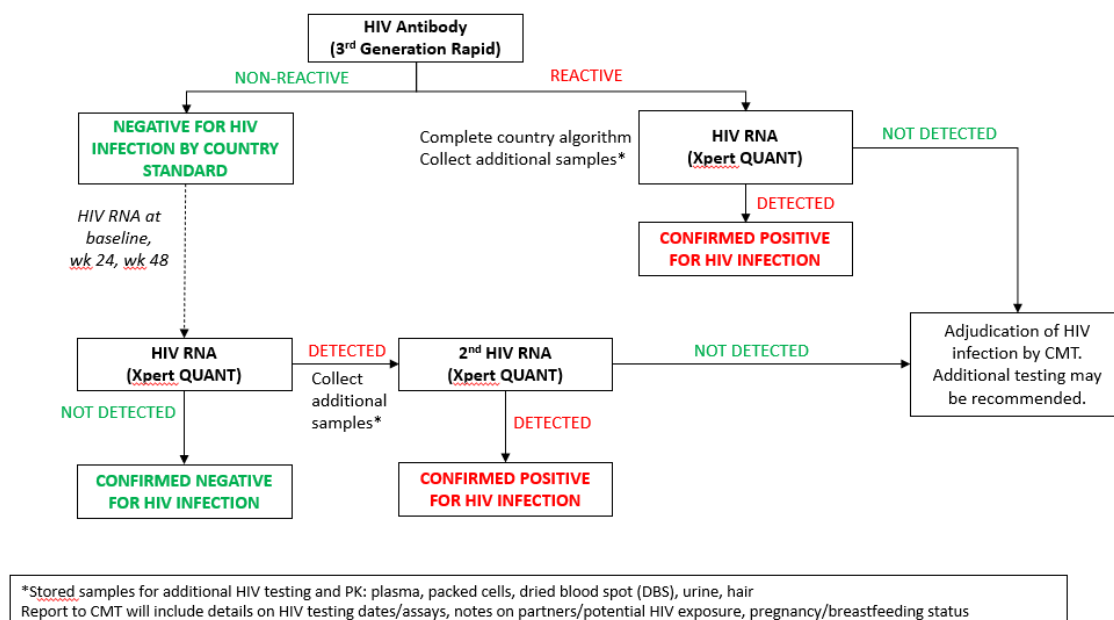 HIV Antibody
(3rd Generation Rapid)
NON-REACTIVE
REACTIVE
NEGATIVE FOR HIV
INFECTION BY COUNTRY
STANDARD
Complete country algorithm
Collect additional samples*
HIV RNA
(Xpert QUANT)
NOT DETECTED
DETECTED
HIV RNA at
baseline,
wk 24, wk 48
CONFIRMED POSITIVE
FOR HIV INFECTION
HIV RNA
(Xpert QUANT)
DETECTED
Collect
additional
samples*
2nd HIV RNA
(Xpert QUANT)
NOT DETECTED
Adjudication of HIV
infection by CMT.
Additional testing may
be recommended.
NOT DETECTED
DETECTED
CONFIRMED NEGATIVE
FOR HIV INFECTION
CONFIRMED POSITIVE
FOR HIV INFECTION
*Stored samples for additional HIV testing and PK: plasma, packed cells, dried blood spot (DBS), urine, hair
Report to CMT will include details on HIV testing dates/assays, notes on partners/potential HIV exposure, pregnancy/breastfeeding status